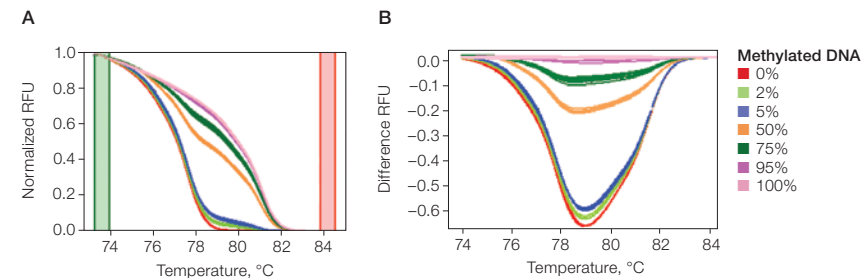 A
Normalized RFU
1.0
0.8
0.6
0.4
0.2
0.0
74 76 78 80 82 84
Temperature, °C
B
Difference RFU
0.0
−0.1
−0.2
−0.3
−0.4
−0.5
−0.6
74 76 78 80 82 84
Temperature, °C
Methylated DNA
0%
2%
5%
50%
75%
95%
100%